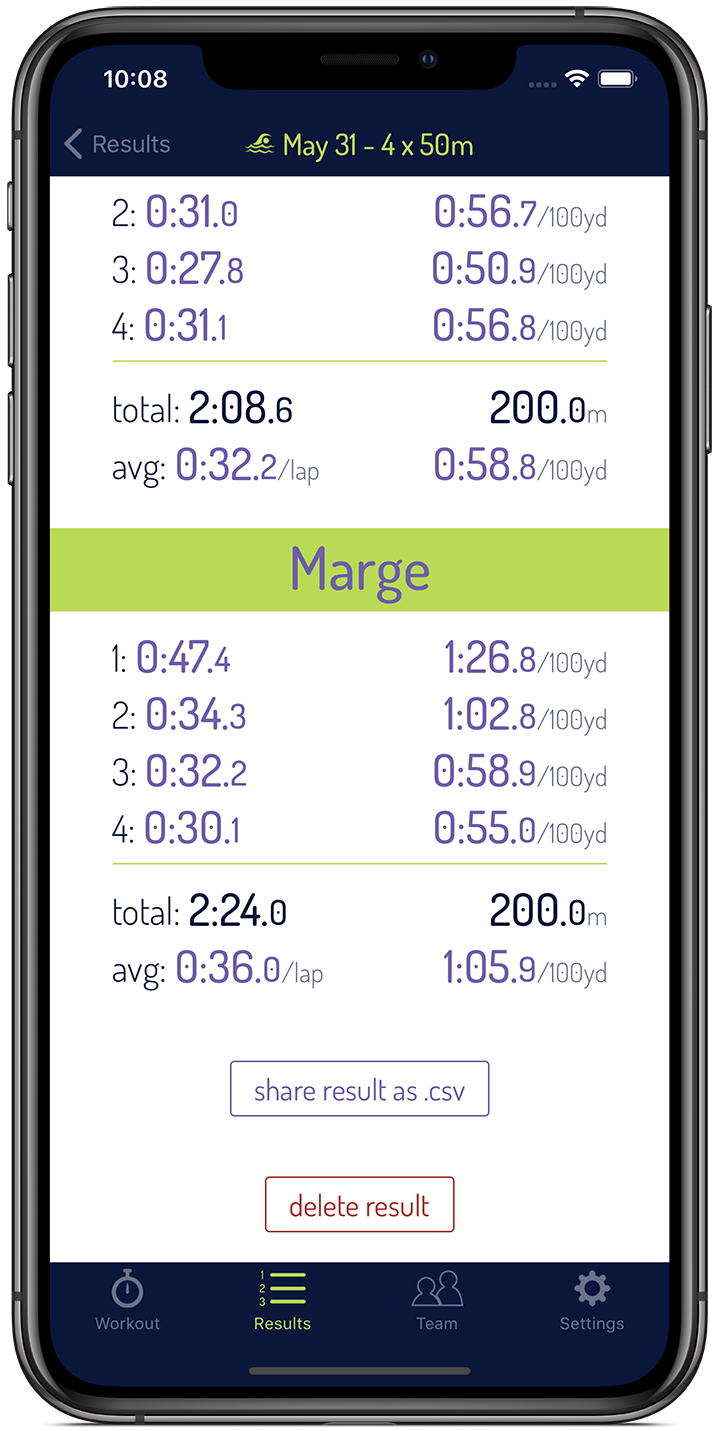 10:08
Results May 31 - 4 x 50m
2: 0:31.0 0:56.7/100yd
3: 0:27.8 0:50.9/100yd
4: 0:31.1 0:56.8/100yd
total: 2:08.6 200.0m
avg: 0:32.2/lap 0:58.8/100yd
Marge
1: 0:47.4 1:26.8/100yd
2: 0:34.3 1:02.8/100yd
3: 0:32.2 0:58.9/100yd
4: 0:30.1 0:55.0/100yd
total: 2:24.0 200.0m
avg: 0:36.0/lap 1:05.9/100yd
share result as .csv
delete result
1
2
3
Workout Results Team Settings